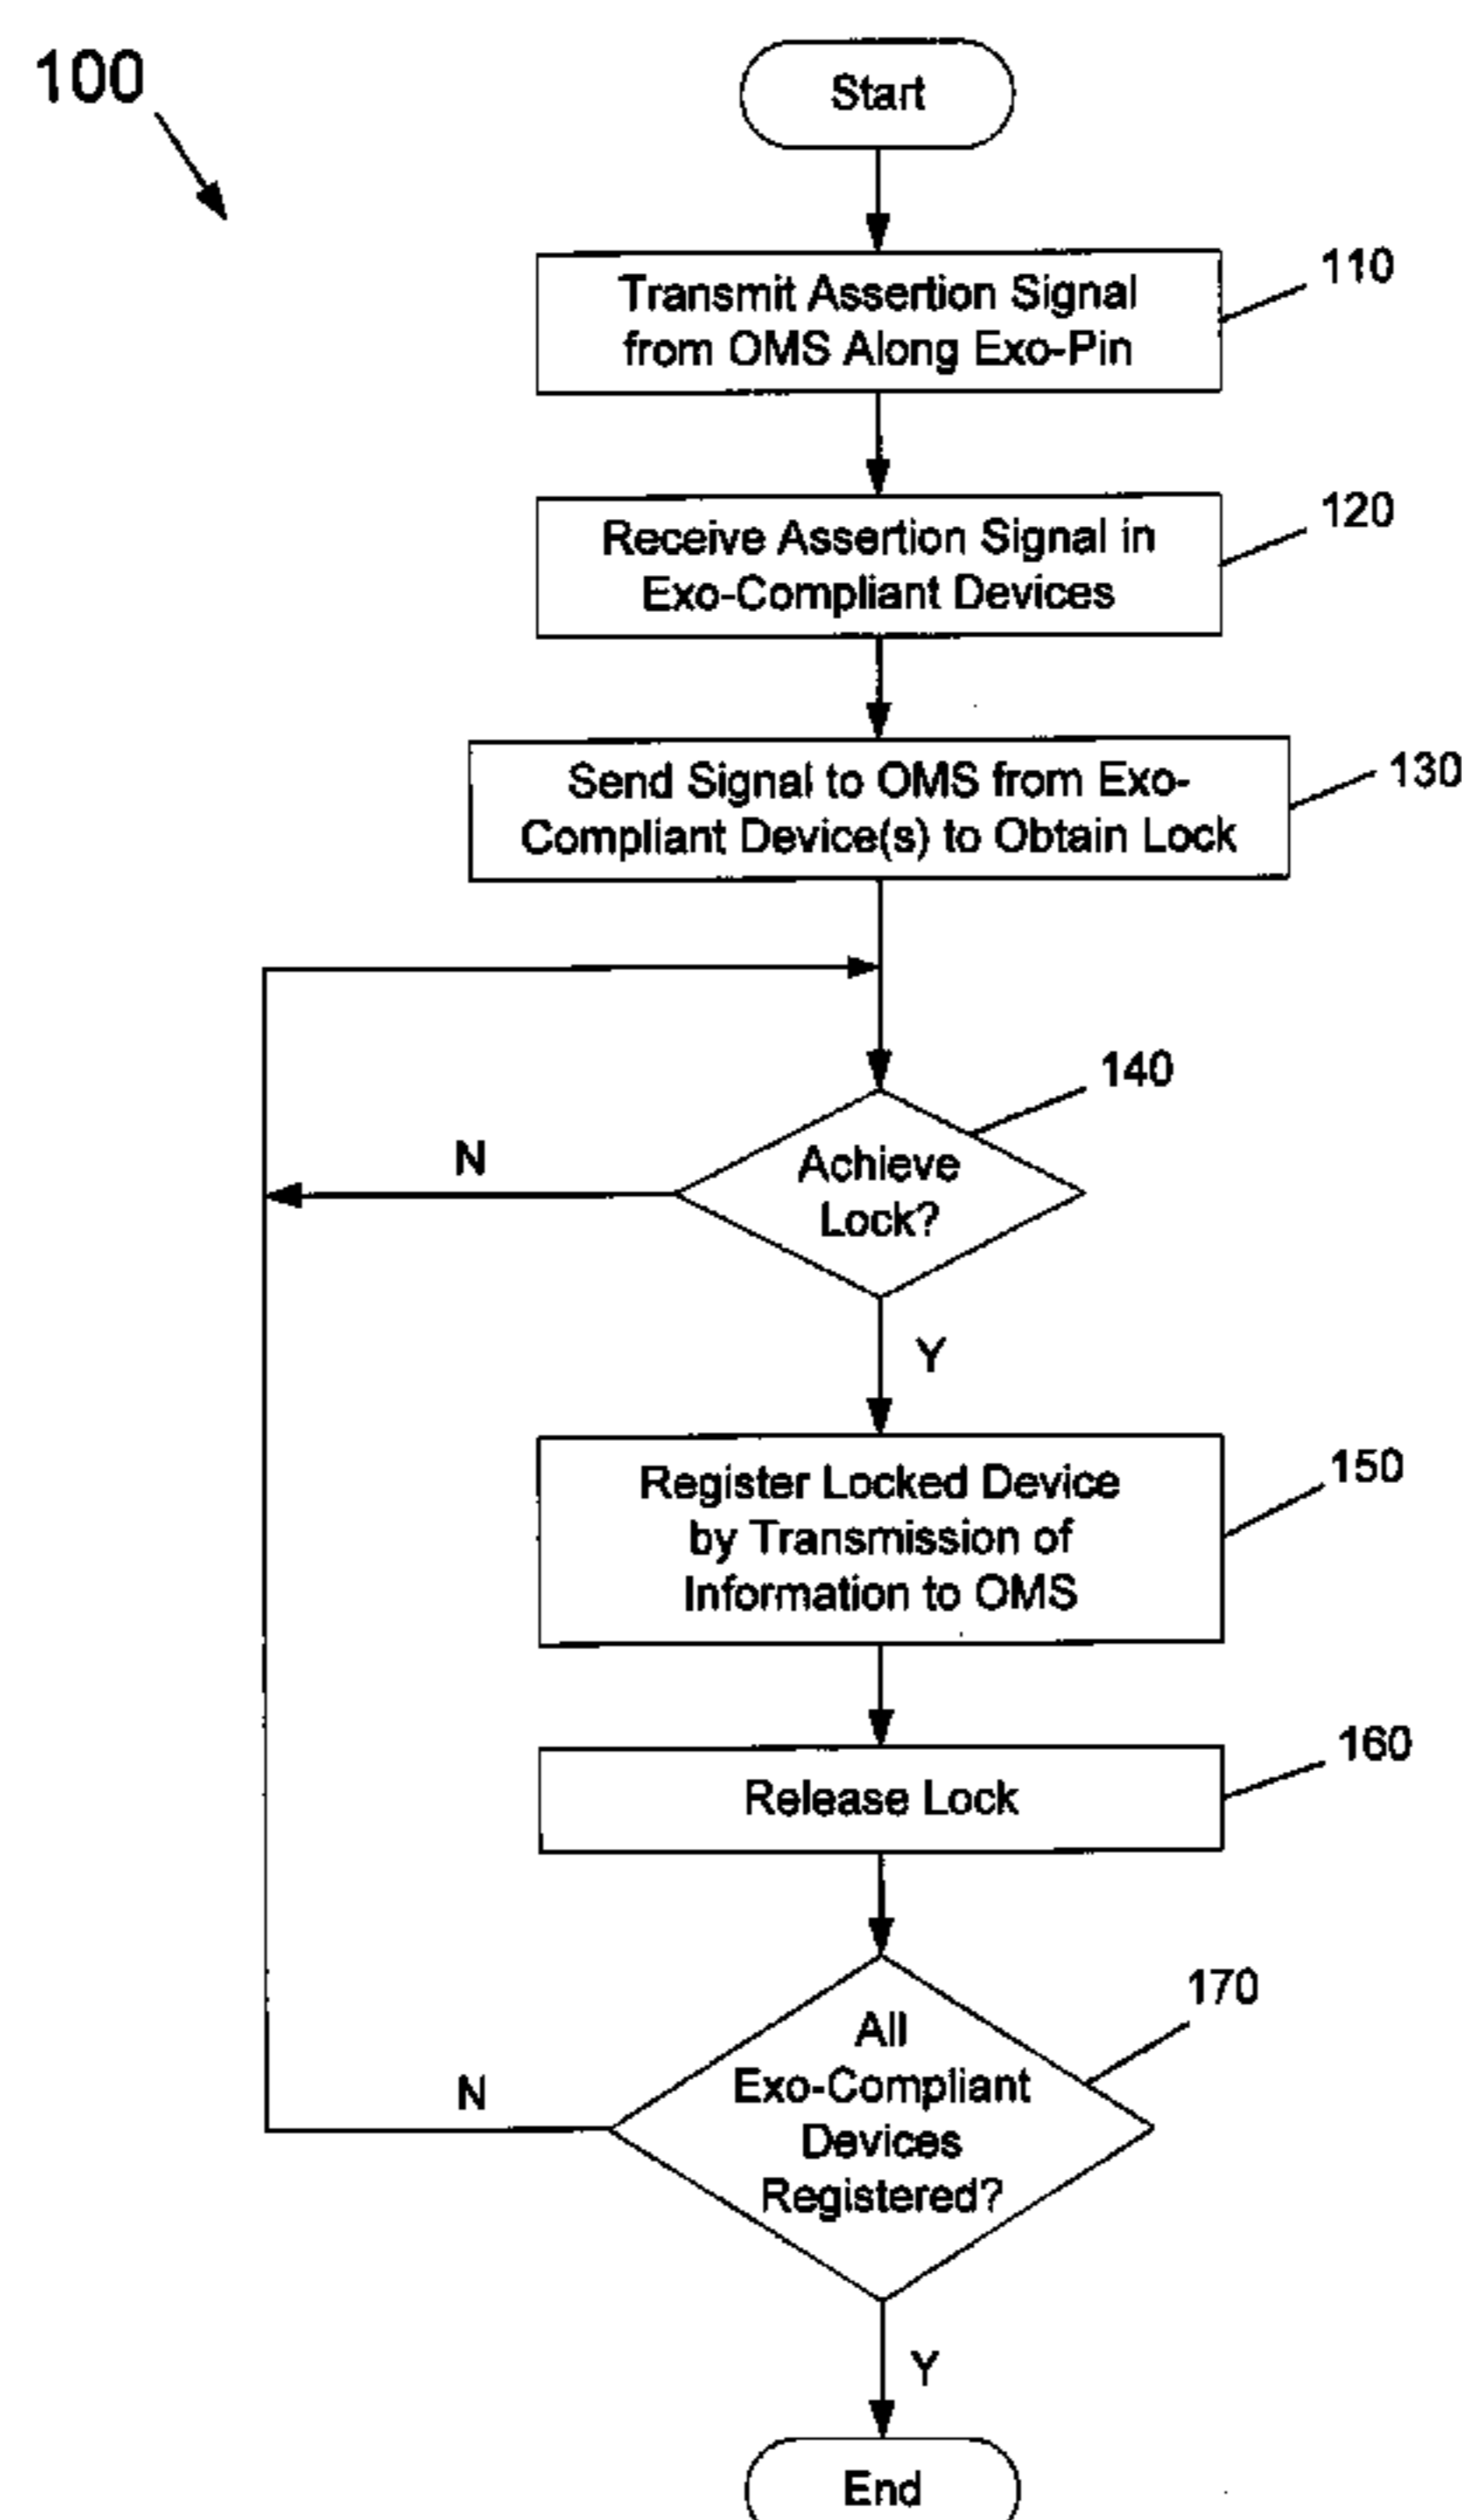 100
Start
Transmit Assertion Signal
from OMS Along Exo-Pin
110
Receive Assertion Signal in
Exo-Compliant Devices
120
Send Signal to OMS from Exo-
Compliant Device(s) to Obtain Lock
130
140
Achieve
Lock?
N
Y
Register Locked Device
by Transmission of
Information to OMS
150
Release Lock
160
170
All
Exo-Compliant
Devices
Registered?
N
Y
End